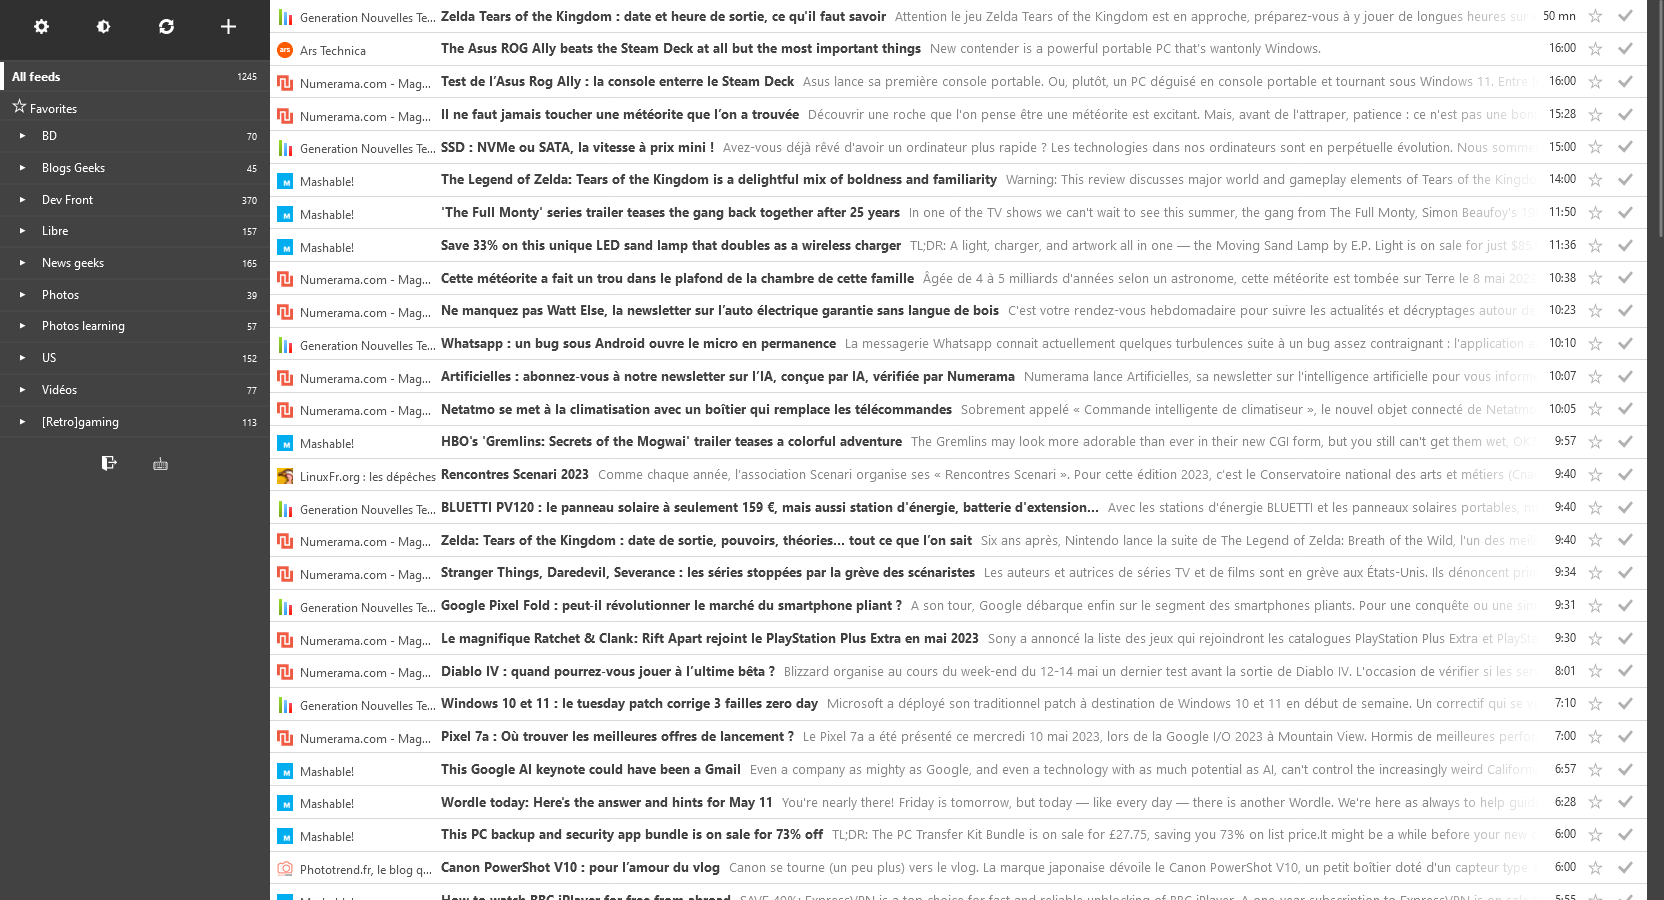 All feeds 1245
Favorites
BD 70
Blogs Geeks 45
Dev Front 370
Libre 157
News geeks 165
Photos 39
Photos learning 57
US 152
Vidéos 77
[Retro]gaming 113
Generation Nouvelles Te... Zelda Tears of the Kingdom : date et heure de sortie, ce qu'il faut savoir Attention le jeu Zelda Tears of the Kingdom est en approche, préparez-vous à y jouer de longues heures sur 50 mn
ars Ars Technica The Asus ROG Ally beats the Steam Deck at all but the most important things New contender is a powerful portable PC that's wantonly Windows. 16:00
Numerama.com - Mag... Test de l’Asus Rog Ally : la console enterre le Steam Deck Asus lance sa première console portable. Ou, plutôt, un PC déguisé en console portable et tournant sous Windows 11. Entre 16:00
Numerama.com - Mag... Il ne faut jamais toucher une météorite que l’on a trouvée Découvrir une roche que l'on pense être une météorite est excitant. Mais, avant de l'attraper, patience : ce n'est pas une bon 15:28
Generation Nouvelles Te... SSD : NVMe ou SATA, la vitesse à prix mini ! Avez-vous déjà rêvé d'avoir un ordinateur plus rapide ? Les technologies dans nos ordinateurs sont en perpétuelle évolution. Nous somme 15:00
Mashable! The Legend of Zelda: Tears of the Kingdom is a delightful mix of boldness and familiarity Warning: This review discusses major world and gameplay elements of Tears of the Kingdo 14:00
Mashable! 'The Full Monty' series trailer teases the gang back together after 25 years In one of the TV shows we can't wait to see this summer, the gang from The Full Monty, Simon Beaufoy's 11:50
Mashable! Save 33% on this unique LED sand lamp that doubles as a wireless charger TL;DR: A light, charger, and artwork all in one — the Moving Sand Lamp by E.P. Light is on sale for just $85 11:36
Numerama.com - Mag... Cette météorite a fait un trou dans le plafond de la chambre de cette famille Âgée de 4 à 5 milliards d'années selon un astronome, cette météorite est tombée sur Terre le 8 mai 2023 10:38
Numerama.com - Mag... Ne manquez pas Watt Else, la newsletter sur l’auto électrique garantie sans langue de bois C'est votre rendez-vous hebdomadaire pour suivre les actualités et décryptages autour de 10:23
Generation Nouvelles Te... Whatsapp : un bug sous Android ouvre le micro en permanence La messagerie Whatsapp connait actuellement quelques turbulences suite à un bug assez contraignant : l'application 10:10
Numerama.com - Mag... Artificielles : abonnez-vous à notre newsletter sur l’IA, conçue par IA, vérifiée par Numerama Numerama lance Artificielles, sa newsletter sur l'intelligence artificielle pour vous informe 10:07
Numerama.com - Mag... Netatmo se met à la climatisation avec un boîtier qui remplace les télécommandes Sobrement appelé « Commande intelligente de climatiseur », le nouvel objet connecté de Netatmo 10:05
Mashable! HBO's 'Gremlins: Secrets of the Mogwai' trailer teases a colorful adventure The Gremlins may look more adorable than ever in their new CGI form, but you still can't get them wet, OK 9:57
LinuxFr.org : les dépêches Rencontres Scenari 2023 Comme chaque année, l’association Scenari organise ses « Rencontres Scenari ». Pour cette édition 2023, c’est le Conservatoire national des arts et métiers (Cna 9:40
Generation Nouvelles Te... BLUETTI PV120 : le panneau solaire à seulement 159 €, mais aussi station d'énergie, batterie d'extension... Avec les stations d'énergie BLUETTI et les panneaux solaires portables, 9:40
Numerama.com - Mag... Zelda: Tears of the Kingdom : date de sortie, pouvoirs, théories… tout ce que l’on sait Six ans après, Nintendo lance la suite de The Legend of Zelda: Breath of the Wild, l'un des meil 9:40
Numerama.com - Mag... Stranger Things, Daredevil, Severance : les séries stoppées par la grève des scénaristes Les auteurs et autrices de séries TV et de films sont en grève aux États-Unis. Ils dénoncent prin 9:34
Generation Nouvelles Te... Google Pixel Fold : peut-il révolutionner le marché du smartphone pliant ? A son tour, Google débarque enfin sur le segment des smartphones pliants. Pour une conquête ou une sim 9:31
Numerama.com - Mag... Le magnifique Ratchet & Clank: Rift Apart rejoint le PlayStation Plus Extra en mai 2023 Sony a annoncé la liste des jeux qui rejoindront les catalogues PlayStation Plus Extra et PlaySta 9:30
Numerama.com - Mag... Diablo IV : quand pourrez-vous jouer à l’ultime bêta ? Blizzard organise au cours du week-end du 12-14 mai un dernier test avant la sortie de Diablo IV. L'occasion de vérifier si les ser 8:01
Generation Nouvelles Te... Windows 10 et 11 : le tuesday patch corrige 3 failles zero day Microsoft a déployé son traditionnel patch à destination de Windows 10 et 11 en début de semaine. Un correctif qui se 7:10
Numerama.com - Mag... Pixel 7a : Où trouver les meilleures offres de lancement ? Le Pixel 7a a été présenté ce mercredi 10 mai 2023, lors de la Google I/O 2023 à Mountain View. Hormis de meilleures perfor 7:00
Mashable! This Google AI keynote could have been a Gmail Even a company as mighty as Google, and even a technology with as much potential as AI, can't control the increasingly weird Californ 6:57
Mashable! Wordle today: Here's the answer and hints for May 11 You're nearly there! Friday is tomorrow, but today — like every day — there is another Wordle. We're here as always to help guid 6:28
Mashable! This PC backup and security app bundle is on sale for 73% off TL;DR: The PC Transfer Kit Bundle is on sale for £27.75, saving you 73% on list price.It might be a while before your new 6:00
Phototrend.fr, le blog q... Canon PowerShot V10 : pour l’amour du vlog Canon se tourne (un peu plus) vers le vlog. La marque japonaise dévoile le Canon PowerShot V10, un petit boîtier doté d'un capteur type 6:00
Mashable! How to watch BBC iPlayer for free from abroad SAVE 49%: ExpressVPN is a top choice for fast and reliable unblocking of BBC iPlayer. A one-year subscription to ExpressVPN is on 5:55